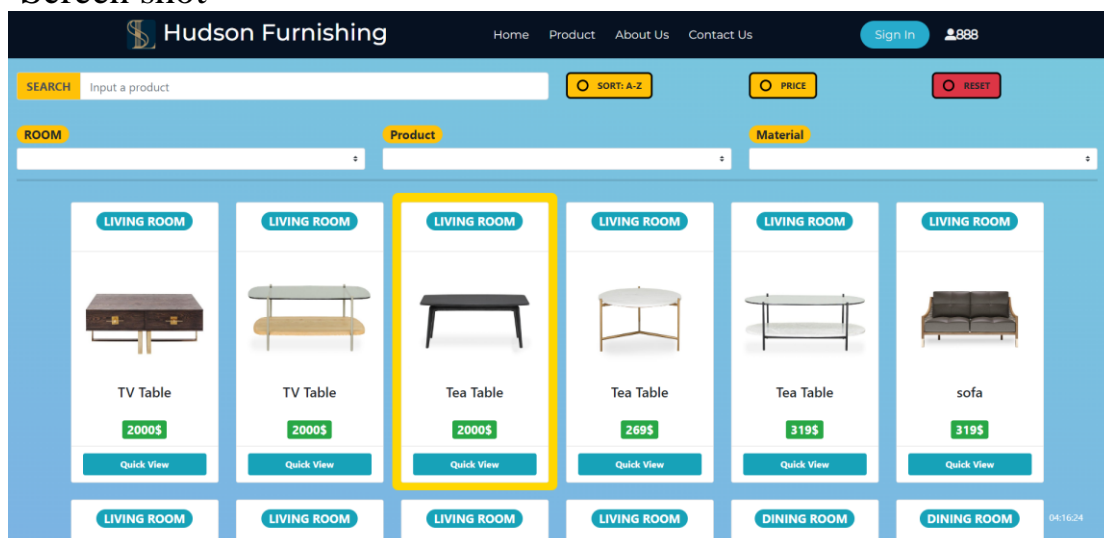 Screen shot
Hudson Furnishing Home Product About Us Contact Us Sign In 888
SEARCH Input a product SORT: A-Z PRICE RESET
ROOM Product Material
LIVING ROOM LIVING ROOM LIVING ROOM LIVING ROOM LIVING ROOM LIVING ROOM
TV Table TV Table Tea Table Tea Table Tea Table sofa
2000$ 2000$ 2000$ 269$ 319$ 319$
Quick View Quick View Quick View Quick View Quick View Quick View
LIVING ROOM LIVING ROOM LIVING ROOM LIVING ROOM DINING ROOM DINING ROOM 04:16:24